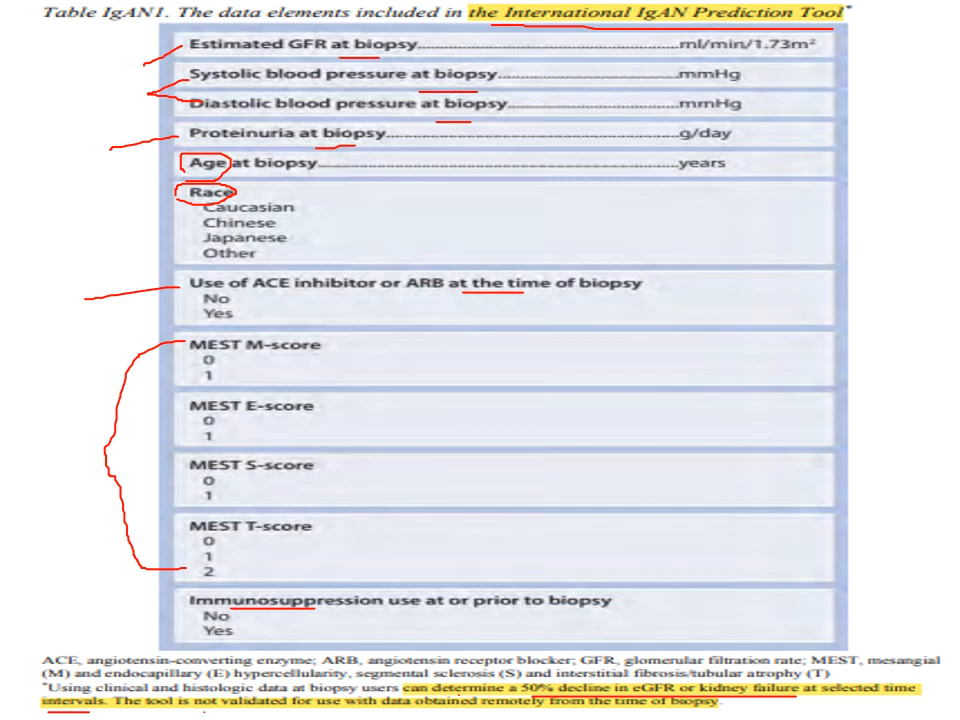 Table IgAN1. The data elements included in the International IgAN Prediction Tool*
Estimated GFR at biopsy....................ml/min/1.73m²
Systolic blood pressure at biopsy....................mmHg
Diastolic blood pressure at biopsy....................mmHg
Proteinuria at biopsy....................g/day
Age at biopsy....................years
Race
Caucasian
Chinese
Japanese
Other
Use of ACE inhibitor or ARB at the time of biopsy
No
Yes
MEST M-score
0
1
MEST E-score
0
1
MEST S-score
0
1
MEST T-score
0
1
2
Immunosuppression use at or prior to biopsy
No
Yes
ACE, angiotensin-converting enzyme; ARB, angiotensin receptor blocker; GFR, glomerular filtration rate; MEST, mesangial
(M) and endocapillary (E) hypercellularity, segmental sclerosis (S) and interstitial fibrosis/tubular atrophy (T)
*Using clinical and histologic data at biopsy users can determine a 50% decline in eGFR or kidney failure at selected time
intervals. The tool is not validated for use with data obtained remotely from the time of biopsy.